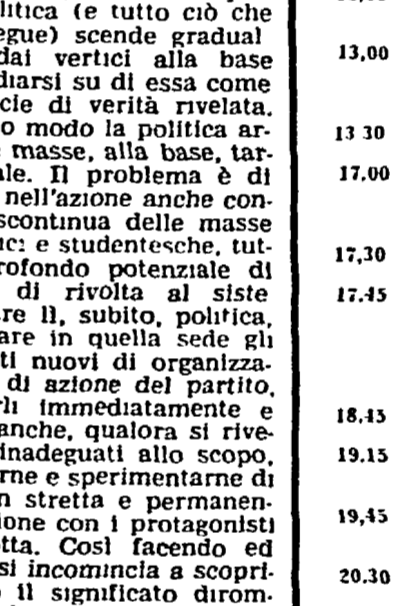 litica (e tutto ciò che
egue) scende gradual
dai vertici alla base
diarsi su di essa come
cie di verità rivelata.
o modo la politica ar-
masse, alla base, tar-
ale. Il problema è di
nell'azione anche con-
scontinua delle masse
ici e studentesche, tut-
rofondo potenziale di
di rivolta al siste
re lì, subito, politica,
are in quella sede gli
ti nuovi di organizza-
di azione del partito,
rli immediatamente e
anche, qualora si rive-
inadeguati allo scopo,
rne e sperimentarne di
n stretta e permanen-
ione con i protagonisti
otta. Così facendo ed
si incomincia a scopri-
il significato dirom-
13,00
13 30
17.00
17,30
17.45
18,45
19.15
19,45
20.30